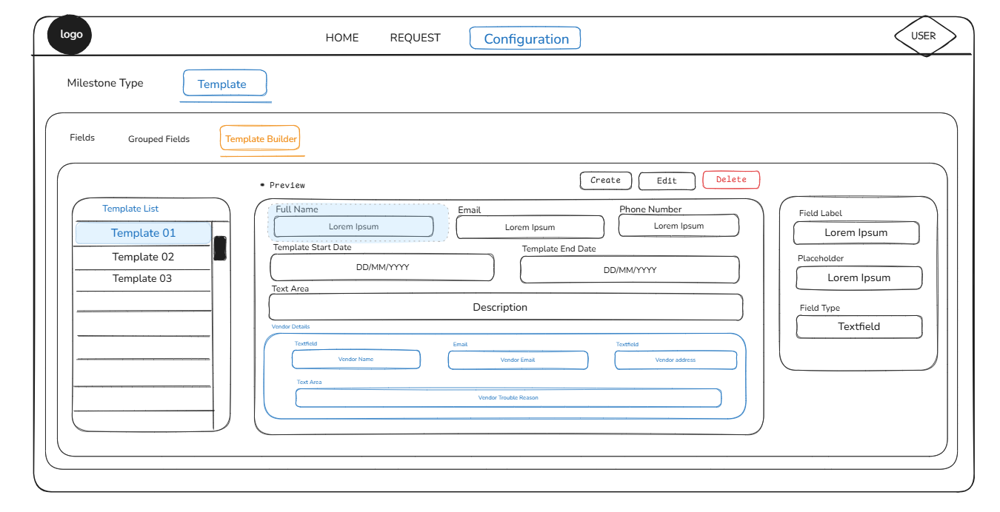 logo
HOME
REQUEST
Configuration
USER
Milestone Type
Template
Fields
Grouped Fields
Template Builder
* Preview
Create
Edit
Delete
Template List
Template 01
Template 02
Template 03
Full Name
Lorem Ipsum
Email
Lorem Ipsum
Phone Number
Lorem Ipsum
Template Start Date
DD/MM/YYYY
Template End Date
DD/MM/YYYY
Text Area
Description
Vendor Details
Textfield
Vendor Name
Email
Vendor Email
Textfield
Vendor address
Text Area
Vendor Trouble Reason
Field Label
Lorem Ipsum
Placeholder
Lorem Ipsum
Field Type
Textfield